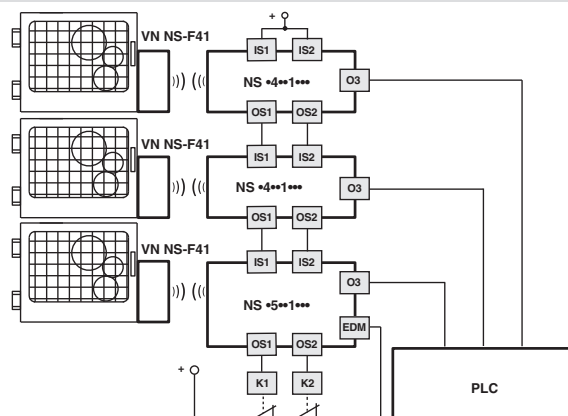 +
VN NS-F41
IS1 IS2
NS •4••1•••
O3
OS1 OS2
VN NS-F41
IS1 IS2
NS •4••1•••
O3
OS1 OS2
VN NS-F41
IS1 IS2
O3
NS •5••1•••
EDM
OS1 OS2
+
K1 K2
PLC